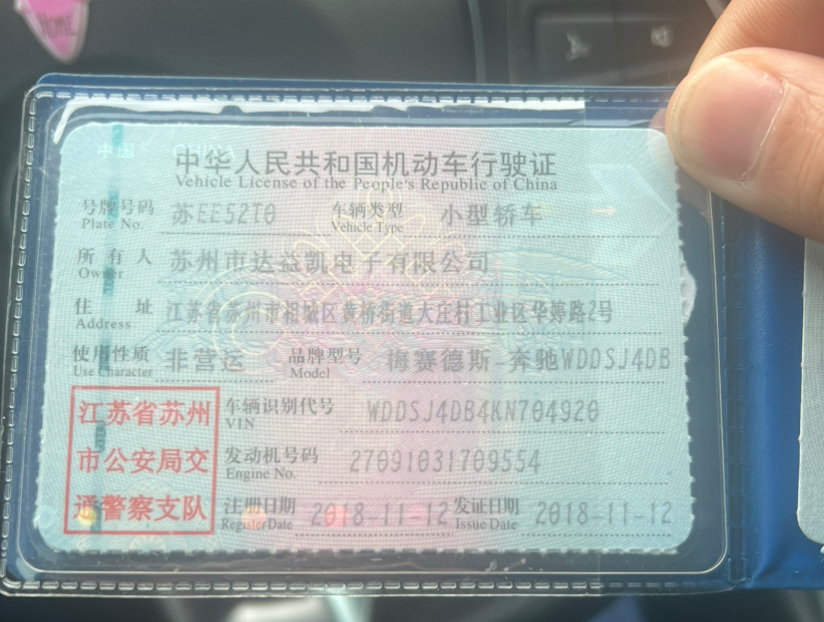 HOME
中国 CHINA
中华人民共和国机动车行驶证
Vehicle License of the People's Republic of China
号牌号码 苏EE52T0 车辆类型 小型轿车
Plate No. Vehicle Type
所有人 苏州市达益凯电子有限公司
Owner
住址 江苏省苏州市相城区黄桥街道大庄村工业区华婷路2号
Address
使用性质 非营运 品牌型号 梅赛德斯-奔驰WDDSJ4DB
Use Character Model
江苏省苏州
市公安局交
通警察支队
车辆识别代号 WDDSJ4DB4KN704920
VIN
发动机号码 27091031709554
Engine No.
注册日期 2018-11-12 发证日期 2018-11-12
Register Date Issue Date